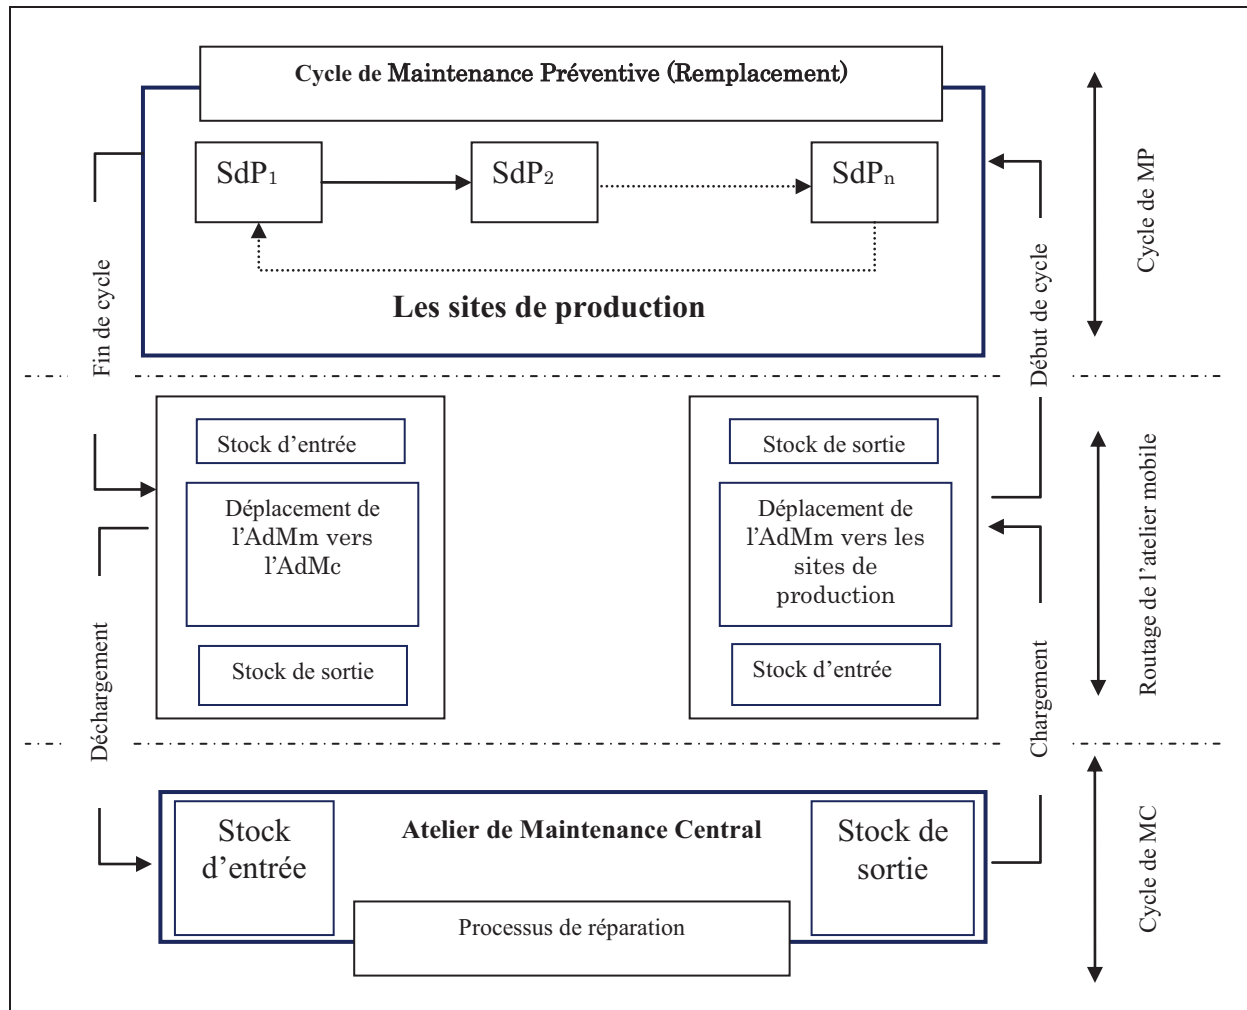 Cycle de Maintenance Préventive (Remplacement)
SdP₁
SdP₂
SdPₙ
Les sites de production
Fin de cycle
Début de cycle
Cycle de MP
Stock d’entrée
Déplacement de
l’AdMm vers
l’AdMc
Stock de sortie
Stock de sortie
Déplacement de
l’AdMm vers les
sites de
production
Stock d’entrée
Déchargement
Chargement
Routage de l’atelier mobile
Stock
d’entrée
Atelier de Maintenance Central
Stock de
sortie
Processus de réparation
Cycle de MC